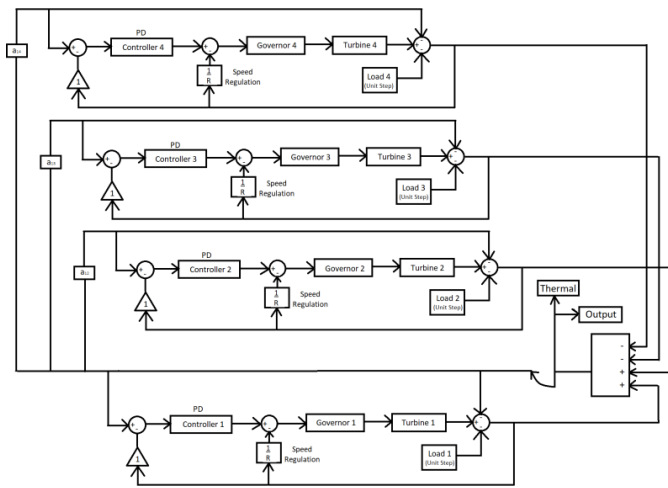 PD
a₁₄
+
-
Controller 4
+
-
Governor 4
Turbine 4
-
-
-
1
1
R
Speed
Regulation
Load 4
(Unit Step)
PD
a₁₃
+
-
Controller 3
+
-
Governor 3
Turbine 3
-
-
-
1
1
R
Speed
Regulation
Load 3
(Unit Step)
PD
a₁₂
+
-
Controller 2
+
-
Governor 2
Turbine 2
-
-
-
1
1
R
Speed
Regulation
Load 2
(Unit Step)
Thermal
Output
-
-
+
+
PD
+
-
Controller 1
+
-
Governor 1
Turbine 1
-
-
-
1
1
R
Speed
Regulation
Load 1
(Unit Step)